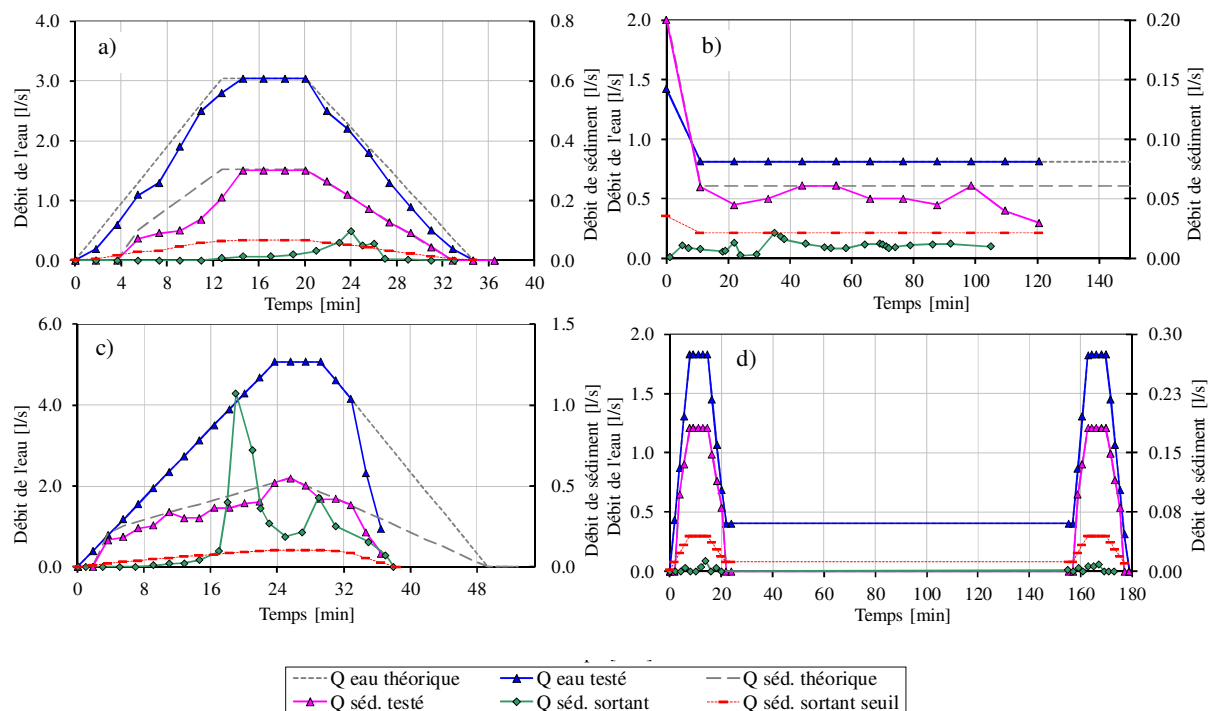 a)
Débit de l'eau [l/s]
4.0
3.0
2.0
1.0
0.0
0 4 8 12 16 20 24 28 32 36 40
Temps [min]
0.8
0.6
0.4
0.2
0.0
Débit de sédiment [l/s]
b)
Débit de l'eau [l/s]
2.0
1.5
1.0
0.5
0.0
0 20 40 60 80 100 120 140
Temps [min]
0.20
0.15
0.10
0.05
0.00
Débit de sédiment [l/s]
c)
Débit de l'eau [l/s]
6.0
4.0
2.0
0.0
0 8 16 24 32 40 48
Temps [min]
1.5
1.0
0.5
0.0
Débit de sédiment [l/s]
d)
Débit de l'eau [l/s]
2.0
1.5
1.0
0.5
0.0
0 20 40 60 80 100 120 140 160 180
Temps [min]
0.30
0.23
0.15
0.08
0.00
Débit de sédiment [l/s]
Q eau théorique Q eau testé Q séd. théorique
Q séd. testé Q séd. sortant Q séd. sortant seuil